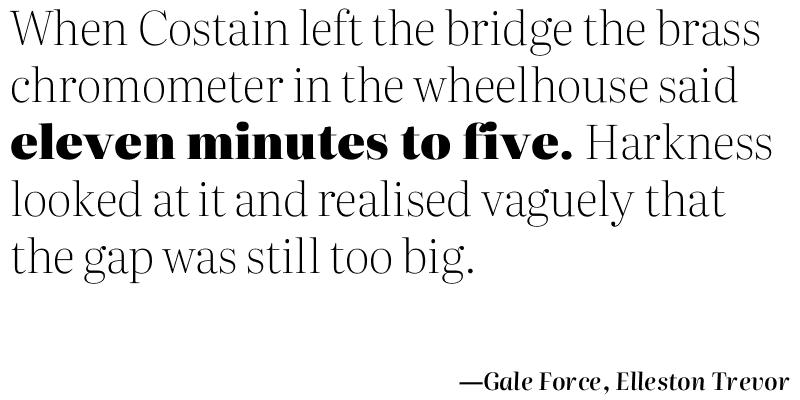 When Costain left the bridge the brass
chromometer in the wheelhouse said
eleven minutes to five. Harkness
looked at it and realised vaguely that
the gap was still too big.
—Gale Force, Elleston Trevor